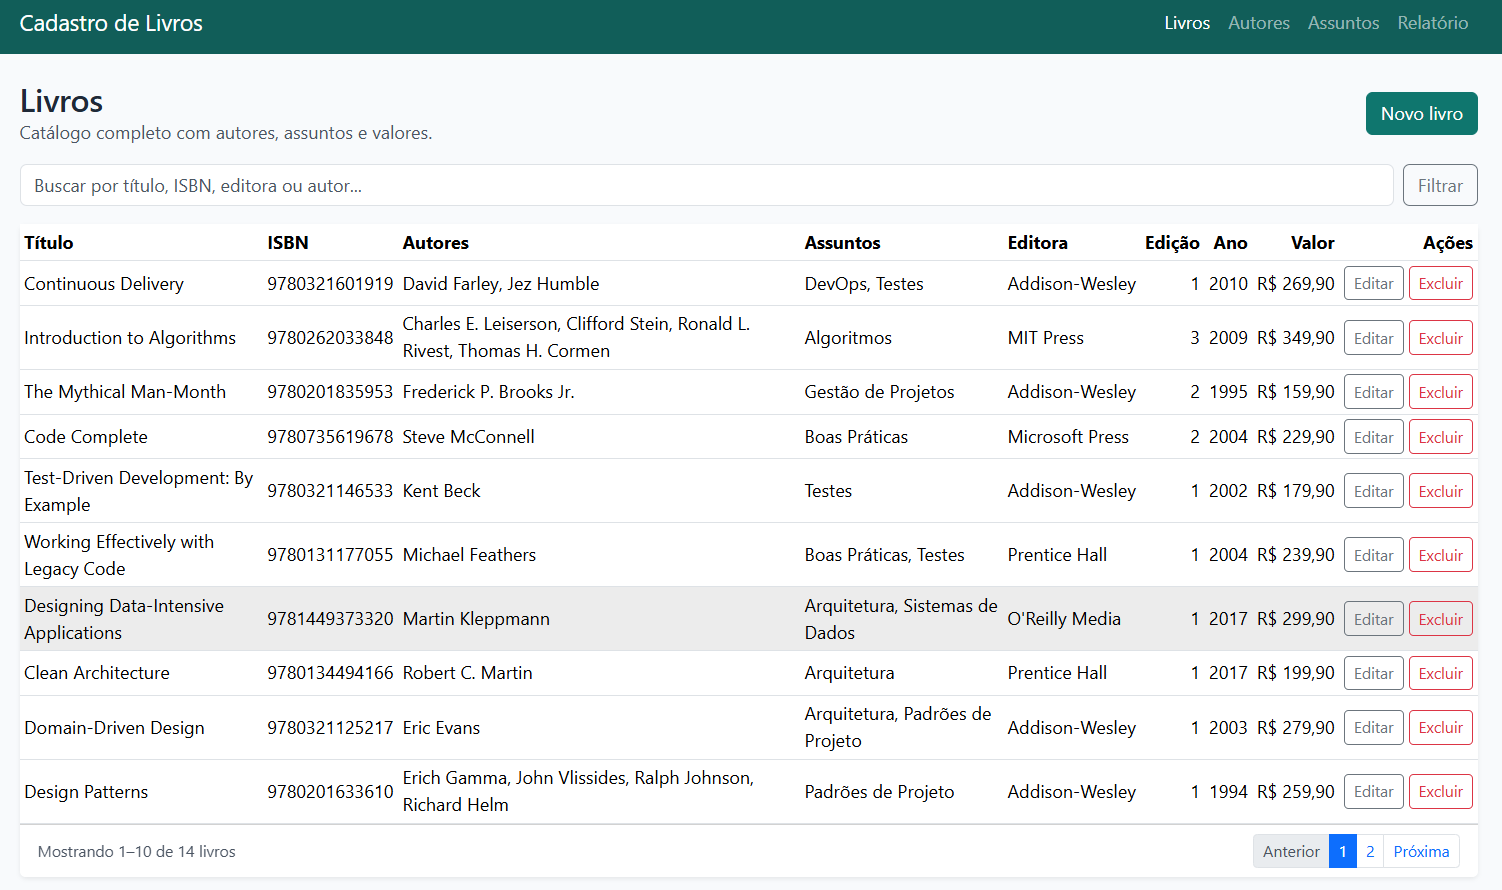 Cadastro de Livros
Livros Autores Assuntos Relatório
Livros
Catálogo completo com autores, assuntos e valores.
Novo livro
Buscar por título, ISBN, editora ou autor...
Filtrar
Título ISBN Autores Assuntos Editora Edição Ano Valor Ações
Continuous Delivery 9780321601919 David Farley, Jez Humble DevOps, Testes Addison-Wesley 1 2010 R$ 269,90 Editar Excluir
Introduction to Algorithms 9780262033848 Charles E. Leiserson, Clifford Stein, Ronald L.
Rivest, Thomas H. Cormen Algoritmos MIT Press 3 2009 R$ 349,90 Editar Excluir
The Mythical Man-Month 9780201835953 Frederick P. Brooks Jr. Gestão de Projetos Addison-Wesley 2 1995 R$ 159,90 Editar Excluir
Code Complete 9780735619678 Steve McConnell Boas Práticas Microsoft Press 2 2004 R$ 229,90 Editar Excluir
Test-Driven Development: By
Example 9780321146533 Kent Beck Testes Addison-Wesley 1 2002 R$ 179,90 Editar Excluir
Working Effectively with
Legacy Code 9780131177055 Michael Feathers Boas Práticas, Testes Prentice Hall 1 2004 R$ 239,90 Editar Excluir
Designing Data-Intensive
Applications 9781449373320 Martin Kleppmann Arquitetura, Sistemas de
Dados O'Reilly Media 1 2017 R$ 299,90 Editar Excluir
Clean Architecture 9780134494166 Robert C. Martin Arquitetura Prentice Hall 1 2017 R$ 199,90 Editar Excluir
Domain-Driven Design 9780321125217 Eric Evans Arquitetura, Padrões de
Projeto Addison-Wesley 1 2003 R$ 279,90 Editar Excluir
Design Patterns 9780201633610 Erich Gamma, John Vlissides, Ralph Johnson,
Richard Helm Padrões de Projeto Addison-Wesley 1 1994 R$ 259,90 Editar Excluir
Mostrando 1–10 de 14 livros
Anterior 1 2 Próxima